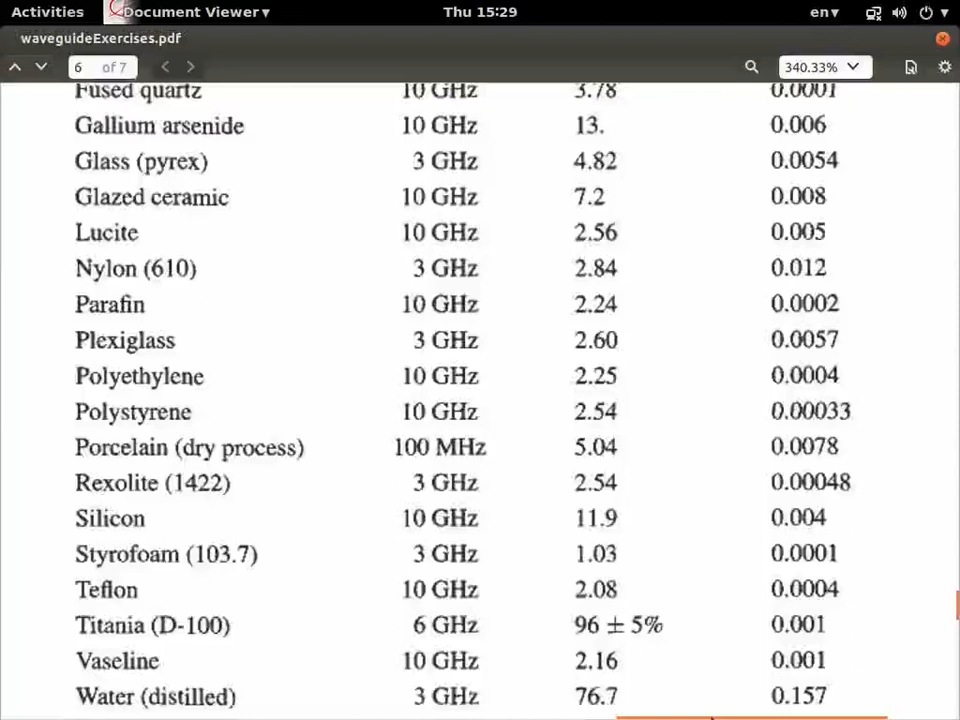 Activities Document Viewer▾ Thu 15:29 en▾
waveguideExercises.pdf
6 of 7 340.33%
Fused quartz 10 GHz 3.78 0.0001
Gallium arsenide 10 GHz 13. 0.006
Glass (pyrex) 3 GHz 4.82 0.0054
Glazed ceramic 10 GHz 7.2 0.008
Lucite 10 GHz 2.56 0.005
Nylon (610) 3 GHz 2.84 0.012
Parafin 10 GHz 2.24 0.0002
Plexiglass 3 GHz 2.60 0.0057
Polyethylene 10 GHz 2.25 0.0004
Polystyrene 10 GHz 2.54 0.00033
Porcelain (dry process) 100 MHz 5.04 0.0078
Rexolite (1422) 3 GHz 2.54 0.00048
Silicon 10 GHz 11.9 0.004
Styrofoam (103.7) 3 GHz 1.03 0.0001
Teflon 10 GHz 2.08 0.0004
Titania (D-100) 6 GHz 96 ± 5% 0.001
Vaseline 10 GHz 2.16 0.001
Water (distilled) 3 GHz 76.7 0.157